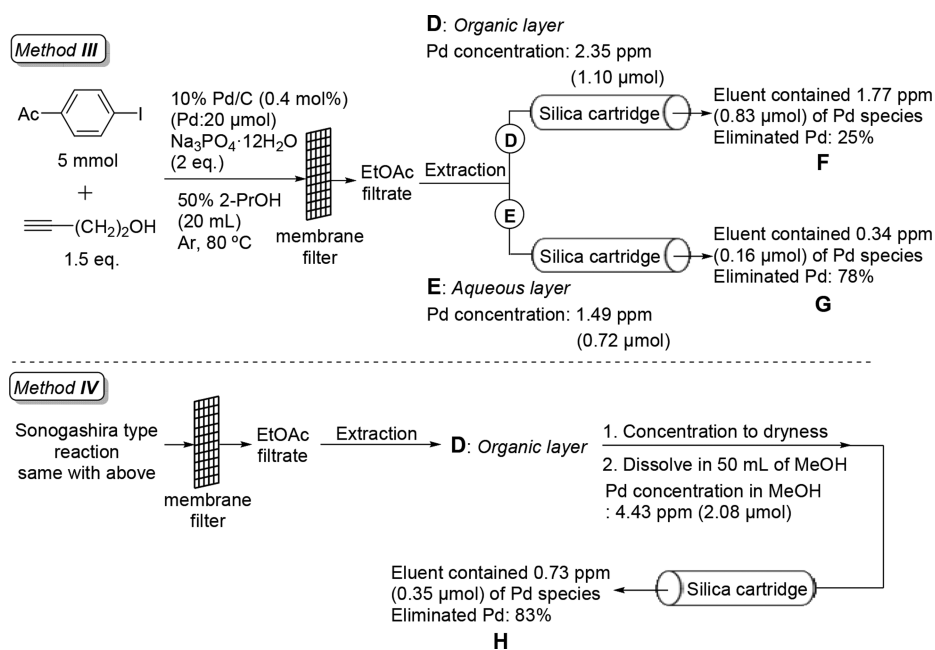 Method III
Ac
I
5 mmol
+
(CH2)2OH
1.5 eq.
10% Pd/C (0.4 mol%)
(Pd:20 μmol)
Na3PO4·12H2O
(2 eq.)
50% 2-PrOH
(20 mL)
Ar, 80 ºC
membrane
filter
EtOAc
filtrate
Extraction
D: Organic layer
Pd concentration: 2.35 ppm
(1.10 μmol)
D
Silica cartridge
Eluent contained 1.77 ppm
(0.83 μmol) of Pd species
Eliminated Pd: 25%
F
E
Silica cartridge
Eluent contained 0.34 ppm
(0.16 μmol) of Pd species
Eliminated Pd: 78%
G
E: Aqueous layer
Pd concentration: 1.49 ppm
(0.72 μmol)
Method IV
Sonogashira type
reaction
same with above
membrane
filter
EtOAc
filtrate
Extraction
D: Organic layer
1. Concentration to dryness
2. Dissolve in 50 mL of MeOH
Pd concentration in MeOH
: 4.43 ppm (2.08 μmol)
Silica cartridge
Eluent contained 0.73 ppm
(0.35 μmol) of Pd species
Eliminated Pd: 83%
H